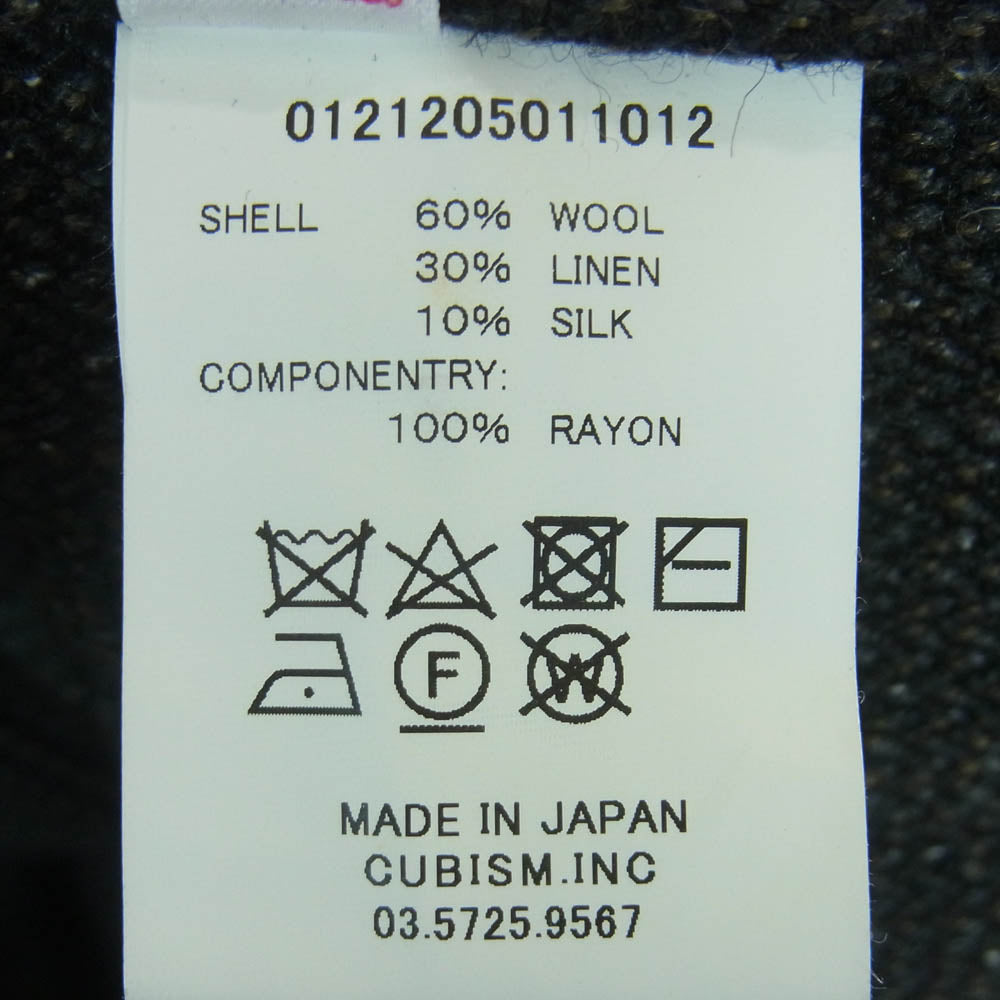 0121205011012
SHELL 60% WOOL
30% LINEN
10% SILK
COMPONENTRY:
100% RAYON
F W
MADE IN JAPAN
CUBISM.INC
03.5725.9567